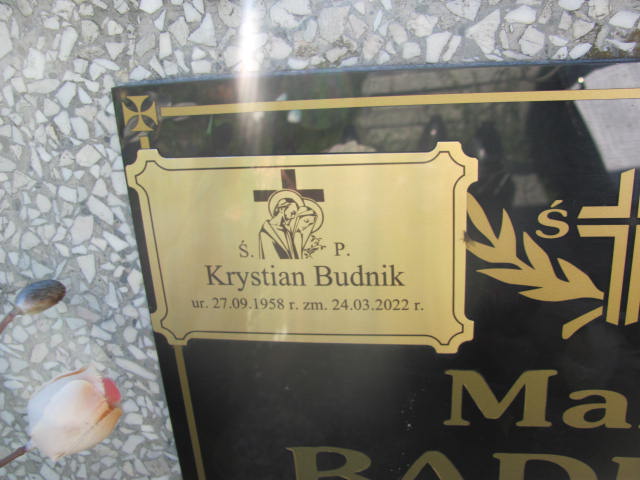 Ś. P.
Krystian Budnik
ur. 27.09.1958 r. zm. 24.03.2022 r.
Ś